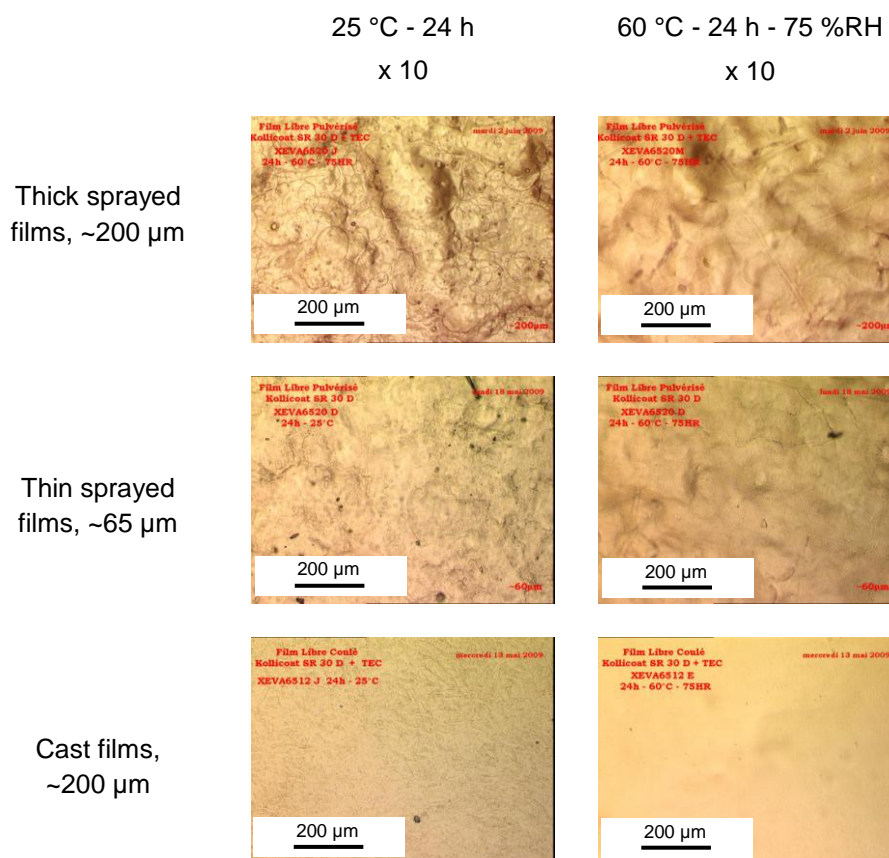 25 °C - 24 h
60 °C - 24 h - 75 %RH
x 10
x 10
Thick sprayed
films, ~200 µm
Film Libre Pulvérisé
Kollicoat SR 30 D + TEC
XEVA6520 J
24h - 60°C - 75HR
mardi 2 juin 2009
200 µm
~200µm
Film Libre Pulvérisé
Kollicoat SR 30 D + TEC
XEVA6520M
24h - 60°C - 75HR
mardi 2 juin 2009
200 µm
~200µ
Thin sprayed
films, ~65 µm
Film Libre Pulvérisé
Kollicoat SR 30 D
XEVA6520 D
24h - 25°C
lundi 18 mai 2009
200 µm
~60µm
Film Libre Pulvérisé
Kollicoat SR 30 D
XEVA6520 D
24h - 60°C - 75HR
lundi 18 mai 2009
200 µm
~60µm
Cast films,
~200 µm
Film Libre Coulé
Kollicoat SR 30 D + TEC
XEVA6512 J 24h - 25°C
mercredi 13 mai 2009
200 µm
Film Libre Coulé
Kollicoat SR 30 D + TEC
XEVA6512 E
24h - 60°C - 75HR
mercredi 13 mai 2009
200 µm